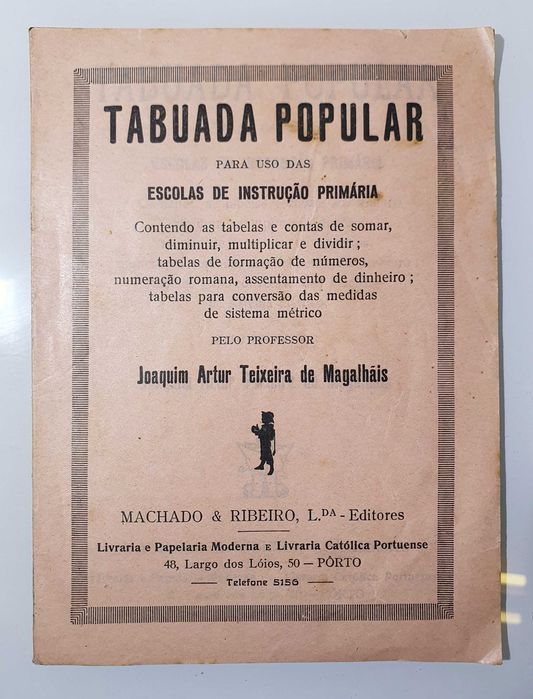 TABUADA POPULAR
PARA USO DAS
ESCOLAS DE INSTRUÇÃO PRIMÁRIA
Contendo as tabelas e contas de somar,
diminuir, multiplicar e dividir ;
tabelas de formação de números,
numeração romana, assentamento de dinheiro ;
tabelas para conversão das medidas
de sistema métrico
PELO PROFESSOR
Joaquim Artur Teixeira de Magalhãis
MACHADO & RIBEIRO, L.DA - Editores
Livraria e Papelaria Moderna E Livraria Católica Portuense
48, Largo dos Lóios, 50 — PÔRTO
— Telefone 5156 —